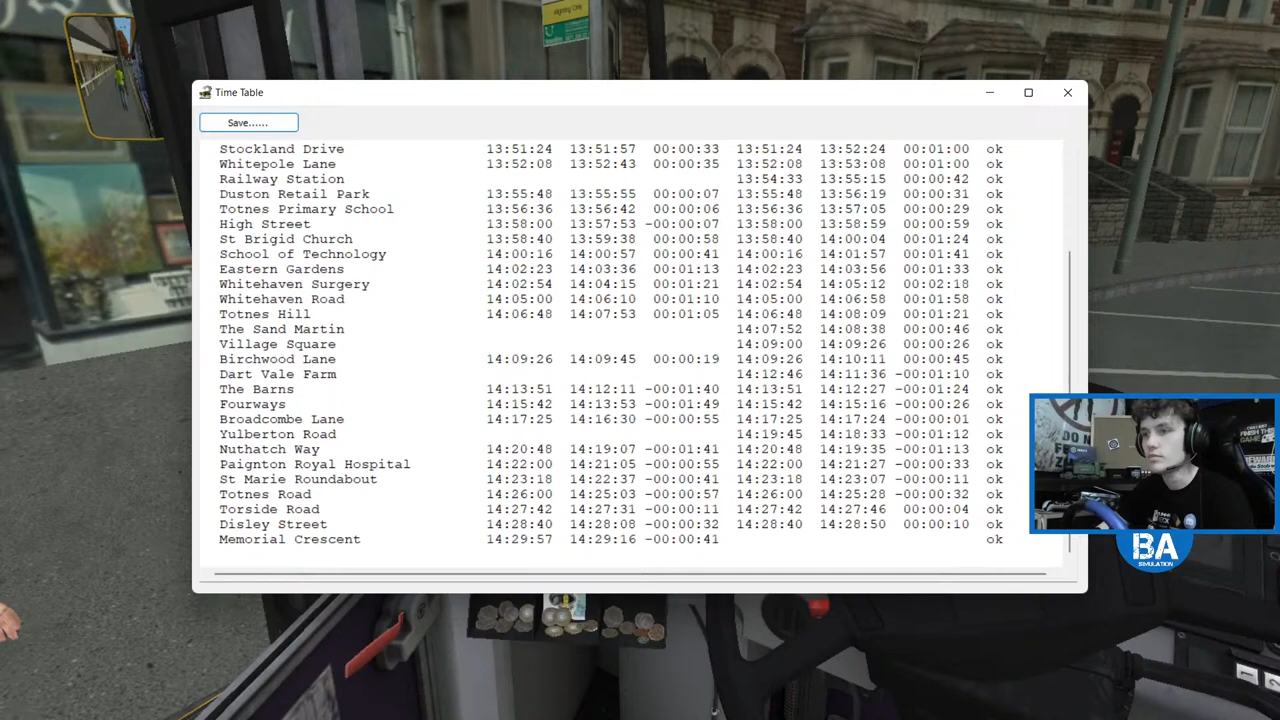 Time Table
Save......
Stockland Drive 13:51:24 13:51:57 00:00:33 13:51:24 13:52:24 00:01:00 ok
Whitepole Lane 13:52:08 13:52:43 00:00:35 13:52:08 13:53:08 00:01:00 ok
Railway Station 13:54:33 13:55:15 00:00:42 ok
Duston Retail Park 13:55:48 13:55:55 00:00:07 13:55:48 13:56:19 00:00:31 ok
Totnes Primary School 13:56:36 13:56:42 00:00:06 13:56:36 13:57:05 00:00:29 ok
High Street 13:58:00 13:57:53 -00:00:07 13:58:00 13:58:59 00:00:59 ok
St Brigid Church 13:58:40 13:59:38 00:00:58 13:58:40 14:00:04 00:01:24 ok
School of Technology 14:00:16 14:00:57 00:00:41 14:00:16 14:01:57 00:01:41 ok
Eastern Gardens 14:02:23 14:03:36 00:01:13 14:02:23 14:03:56 00:01:33 ok
Whitehaven Surgery 14:02:54 14:04:15 00:01:21 14:02:54 14:05:12 00:02:18 ok
Whitehaven Road 14:05:00 14:06:10 00:01:10 14:05:00 14:06:58 00:01:58 ok
Totnes Hill 14:06:48 14:07:53 00:01:05 14:06:48 14:08:09 00:01:21 ok
The Sand Martin 14:07:52 14:08:38 00:00:46 ok
Village Square 14:09:00 14:09:26 00:00:26 ok
Birchwood Lane 14:09:26 14:09:45 00:00:19 14:09:26 14:10:11 00:00:45 ok
Dart Vale Farm 14:12:46 14:11:36 -00:01:10 ok
The Barns 14:13:51 14:12:11 -00:01:40 14:13:51 14:12:27 -00:01:24 ok
Fourways 14:15:42 14:13:53 -00:01:49 14:15:42 14:15:16 -00:00:26 ok
Broadcombe Lane 14:17:25 14:16:30 -00:00:55 14:17:25 14:17:24 -00:00:01 ok
Yulberton Road 14:19:45 14:18:33 -00:01:12 ok
Nuthatch Way 14:20:48 14:19:07 -00:01:41 14:20:48 14:19:35 -00:01:13 ok
Paignton Royal Hospital 14:22:00 14:21:05 -00:00:55 14:22:00 14:21:27 -00:00:33 ok
St Marie Roundabout 14:23:18 14:22:37 -00:00:41 14:23:18 14:23:07 -00:00:11 ok
Totnes Road 14:26:00 14:25:03 -00:00:57 14:26:00 14:25:28 -00:00:32 ok
Torside Road 14:27:42 14:27:31 -00:00:11 14:27:42 14:27:46 00:00:04 ok
Disley Street 14:28:40 14:28:08 -00:00:32 14:28:40 14:28:50 00:00:10 ok
Memorial Crescent 14:29:57 14:29:16 -00:00:41 ok
BA
SIMULATION